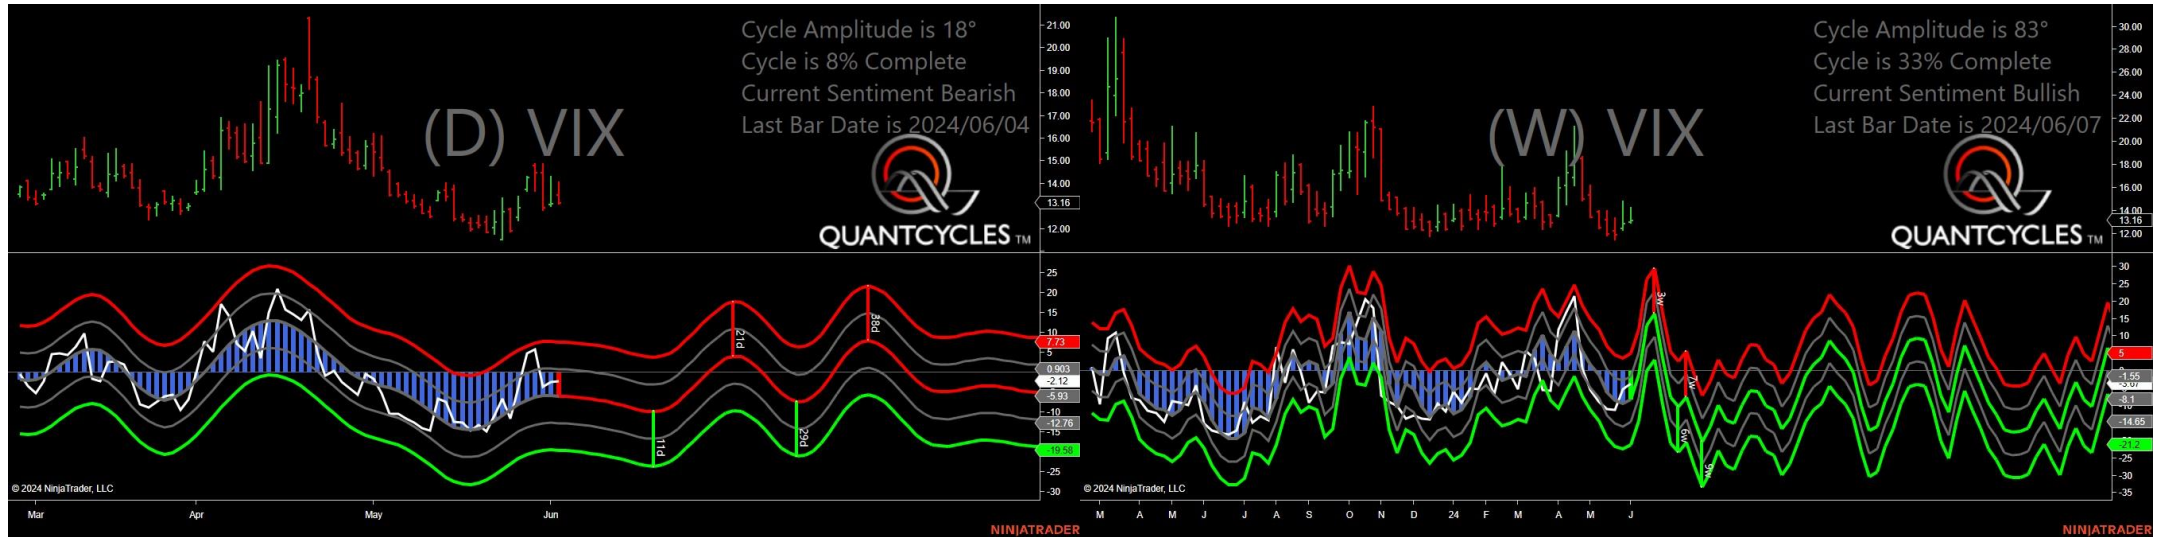 Cycle Amplitude is 18°
Cycle is 8% Complete
Current Sentiment Bearish
Last Bar Date is 2024/06/04
(D) VIX
QUANTCYCLES TM
21.00
20.00
19.00
18.00
17.00
16.00
15.00
14.00
13.16
12.00
25
20
15
10
7.73
5
0.903
-2.12
-5.93
-10
-12.76
-15
-19.58
-25
-30
11d
21d
29d
38d
© 2024 NinjaTrader, LLC
Mar Apr May Jun
NINJATRADER
Cycle Amplitude is 83°
Cycle is 33% Complete
Current Sentiment Bullish
Last Bar Date is 2024/06/07
(W) VIX
QUANTCYCLES TM
30.00
28.00
26.00
24.00
22.00
20.00
18.00
16.00
14.00
13.16
12.00
30
25
20
15
10
5
-1.55
-8.1
-14.65
-21.2
-25
-30
-35
3w
7w
6w
9w
© 2024 NinjaTrader, LLC
M A M J J A S O N D 24 F M A M J
NINJATRADER